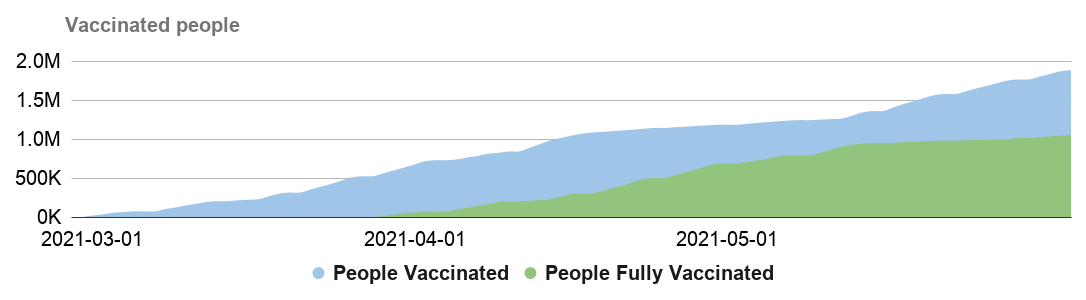 Vaccinated people
2.0M
1.5M
1.0M
500K
0K
2021-03-01 2021-04-01 2021-05-01
People Vaccinated People Fully Vaccinated